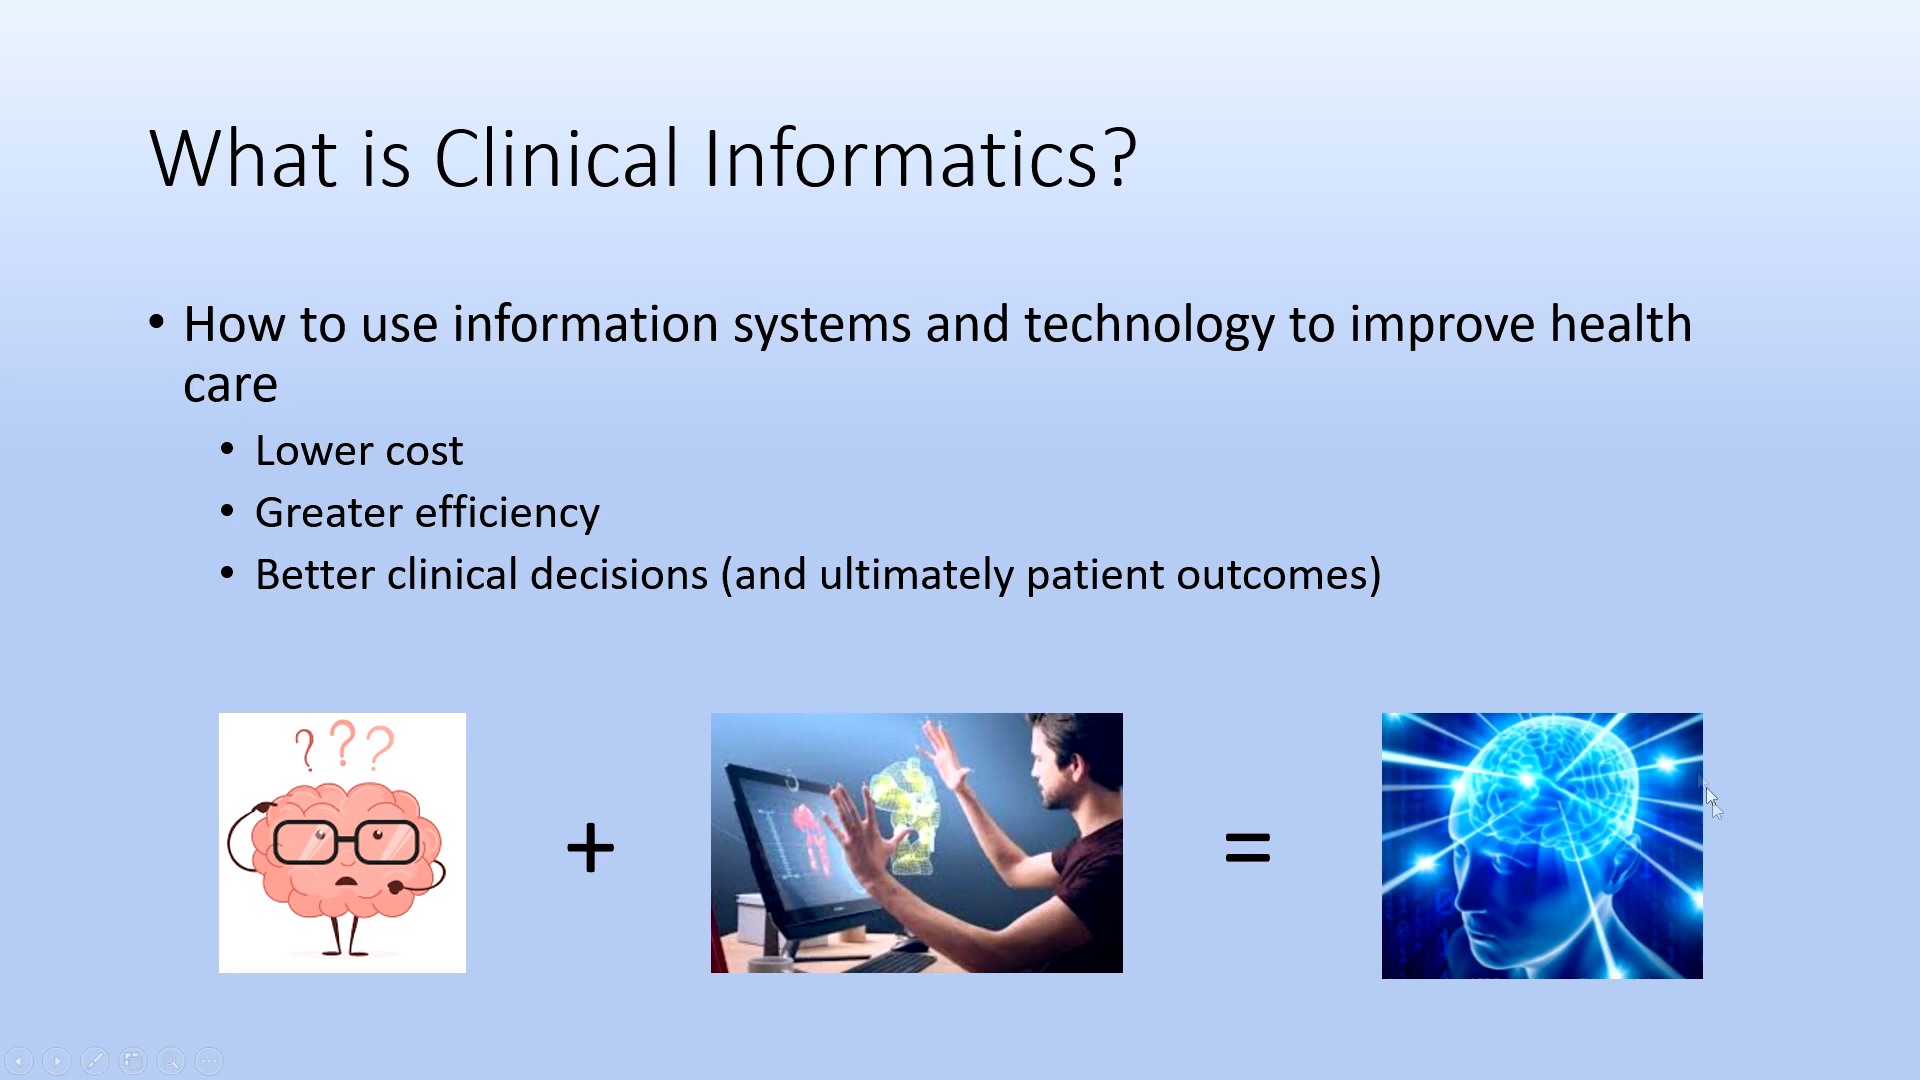 What is Clinical Informatics?
• How to use information systems and technology to improve health
care
• Lower cost
• Greater efficiency
• Better clinical decisions (and ultimately patient outcomes)
? ? ?
+ =